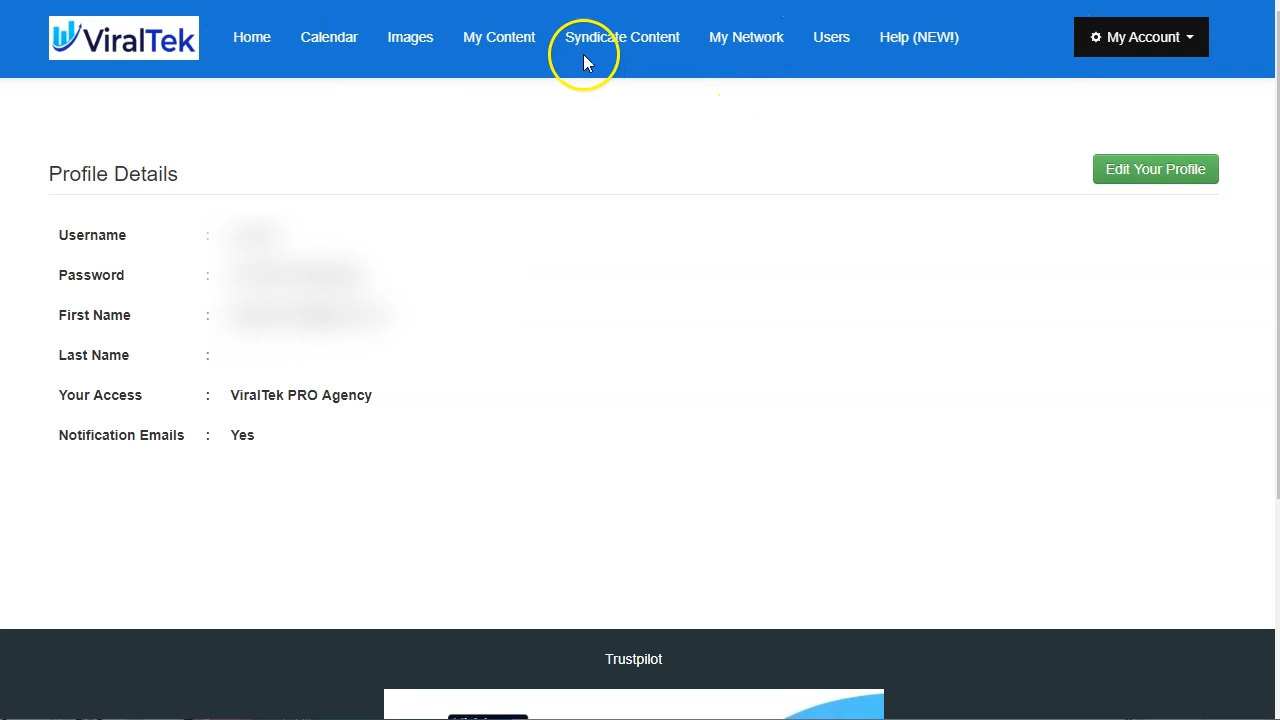 ViralTek Home Calendar Images My Content Syndicate Content My Network Users Help (NEW!) My Account
Profile Details Edit Your Profile
Username :
Password :
First Name :
Last Name :
Your Access : ViralTek PRO Agency
Notification Emails : Yes
Trustpilot